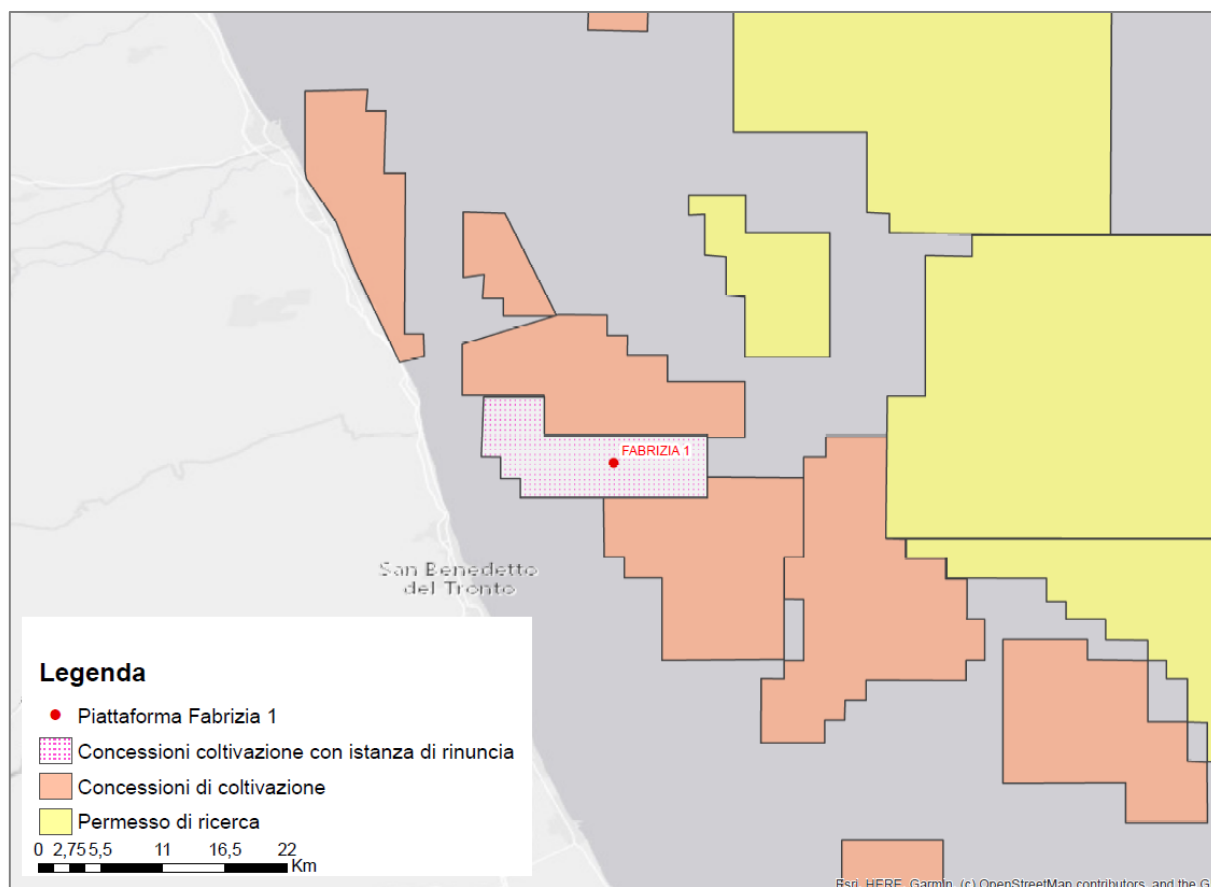 FABRIZIA 1
San Benedetto
del Tronto
Legenda
Piattaforma Fabrizia 1
Concessioni coltivazione con istanza di rinuncia
Concessioni di coltivazione
Permesso di ricerca
0 2,75 5,5 11 16,5 22
Km
Esri, HERE, Garmin, (c) OpenStreetMap contributors, and the G